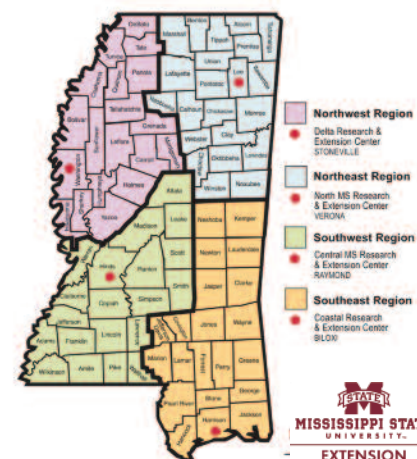 DeSoto
Tate
Tunica
Panola
Quitman
Coahoma
Tallahatchie
Bolivar
Sunflower
Leflore
Grenada
Carroll
Montgomery
Washington
Humphreys
Holmes
Sharkey
Yazoo
Marshall
Benton
Tippah
Alcorn
Tishomingo
Prentiss
Union
Lafayette
Pontotoc
Lee
Itawamba
Calhoun
Chickasaw
Monroe
Webster
Clay
Oktibbeha
Lowndes
Choctaw
Winston
Noxubee
Attala
Leake
Madison
Scott
Hinds
Rankin
Smith
Claiborne
Copiah
Simpson
Jefferson
Lincoln
Lawrence
Adams
Franklin
Wilkinson
Amite
Pike
Walthall
Neshoba
Kemper
Newton
Lauderdale
Jasper
Clarke
Jones
Wayne
Covington
Marion
Lamar
Forrest
Perry
Greene
Pearl River
Stone
George
Hancock
Harrison
Jackson
Northwest Region
Delta Research &
Extension Center
STONEVILLE
Northeast Region
North MS Research
& Extension Center
VERONA
Southwest Region
Central MS Research
& Extension Center
RAYMOND
Southeast Region
Coastal Research
& Extension Center
BILOXI
STATE
MISSISSIPPI STAT
UNIVERSITY™
EXTENSION